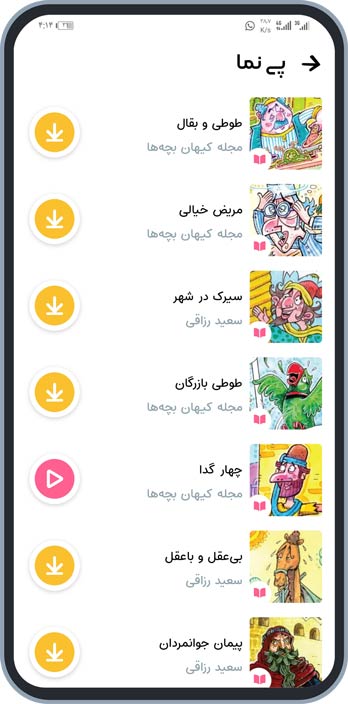 ۴:۱۳
۲۸.۷
K/s
پی‌نما
طوطی و بقال
مجله کیهان بچه‌ها
مریض خیالی
مجله کیهان بچه‌ها
سیرک در شهر
سعید رزاقی
طوطی بازرگان
مجله کیهان بچه‌ها
چهار گدا
مجله کیهان بچه‌ها
بی‌عقل و باعقل
سعید رزاقی
پیمان جوانمردان
سعید رزاقی